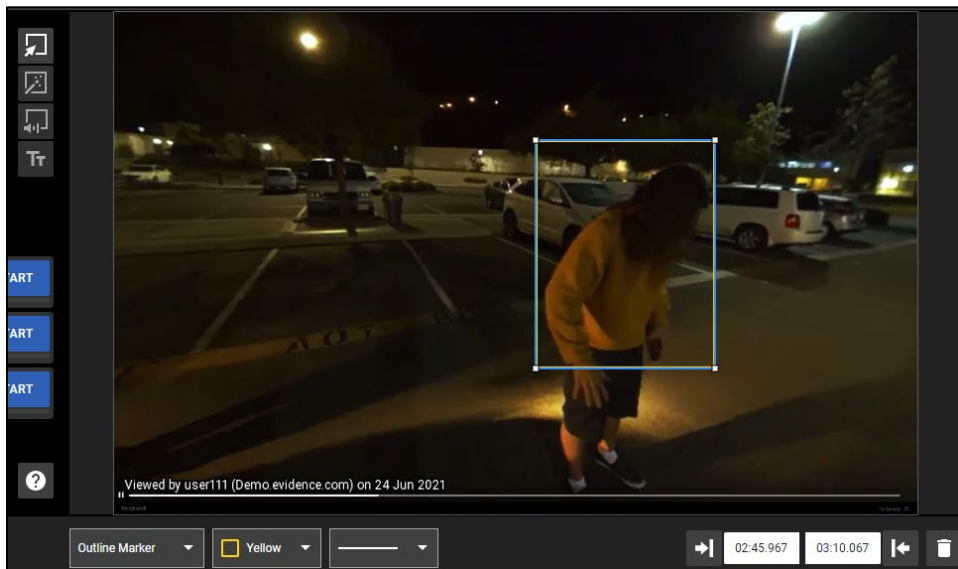 Tт
ART
ART
ART
?
Viewed by user111 (Demo.evidence.com) on 24 Jun 2021
Outline Marker
Yellow
02:45.967
03:10.067